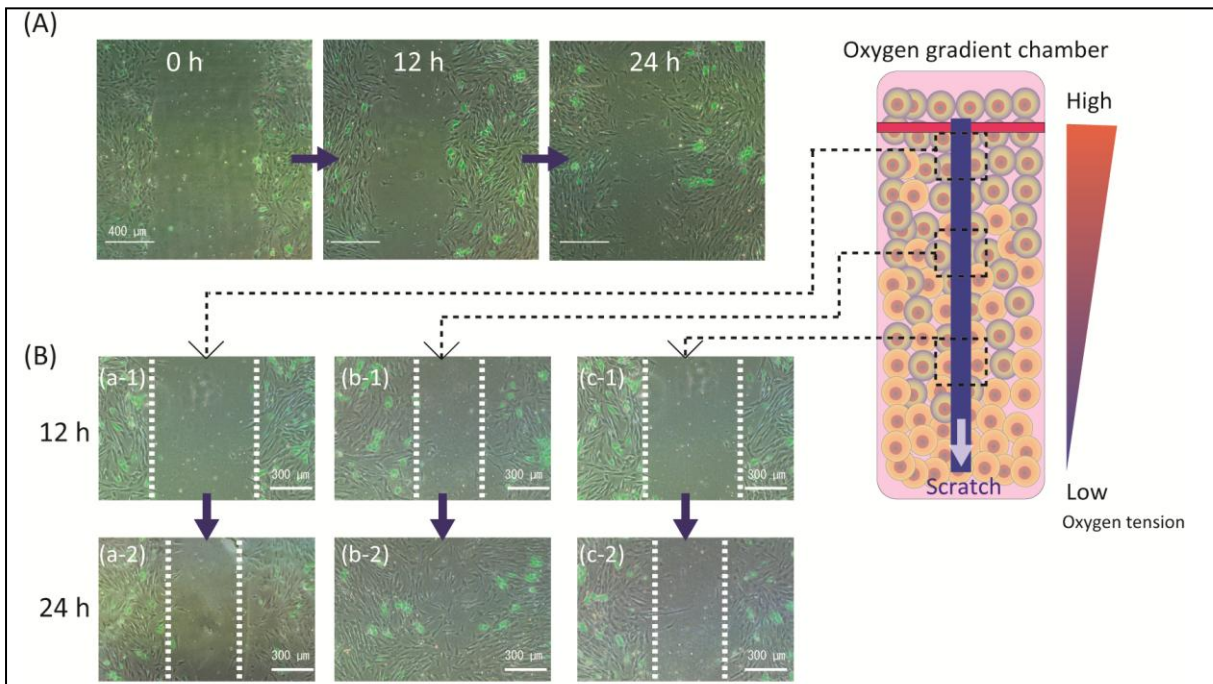 (A)
0 h
12 h
24 h
400 μm
Oxygen gradient chamber
High
Low
Oxygen tension
Scratch
(B)
12 h
(a-1)
300 μm
(b-1)
300 μm
(c-1)
300 μm
24 h
(a-2)
300 μm
(b-2)
300 μm
(c-2)
300 μm